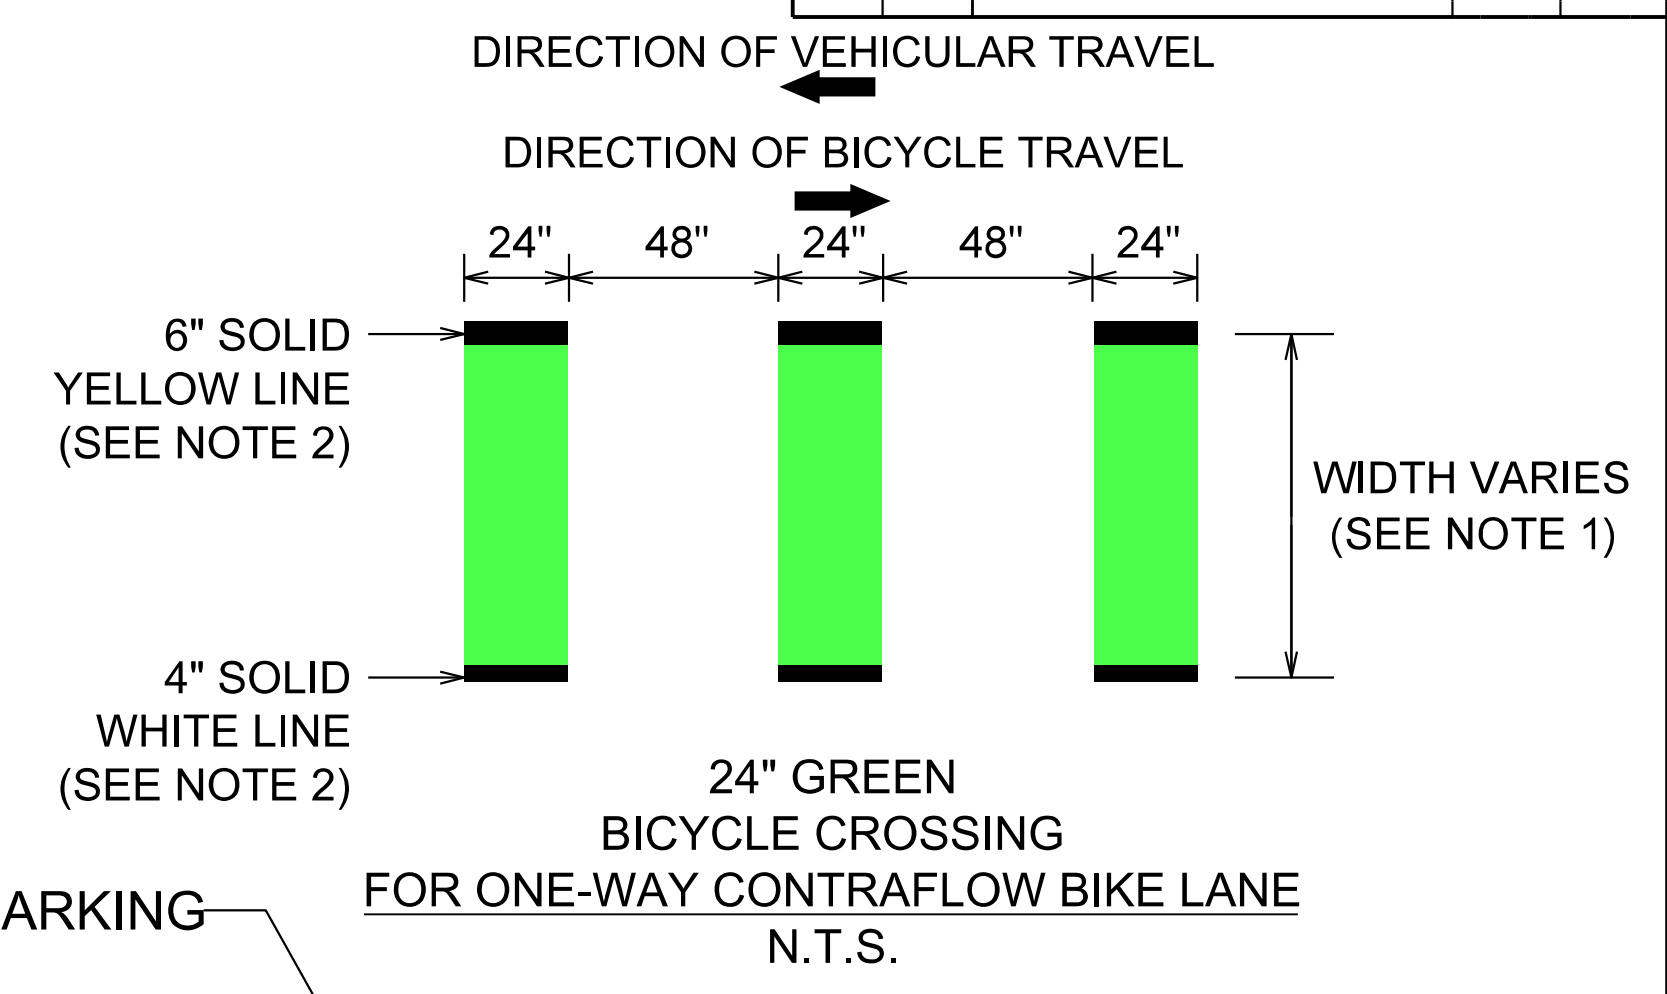 DIRECTION OF VEHICULAR TRAVEL
DIRECTION OF BICYCLE TRAVEL
24" 48" 24" 48" 24"
6" SOLID
YELLOW LINE
(SEE NOTE 2)
WIDTH VARIES
(SEE NOTE 1)
4" SOLID
WHITE LINE
(SEE NOTE 2)
24" GREEN
BICYCLE CROSSING
FOR ONE-WAY CONTRAFLOW BIKE LANE
N.T.S.
ARKING